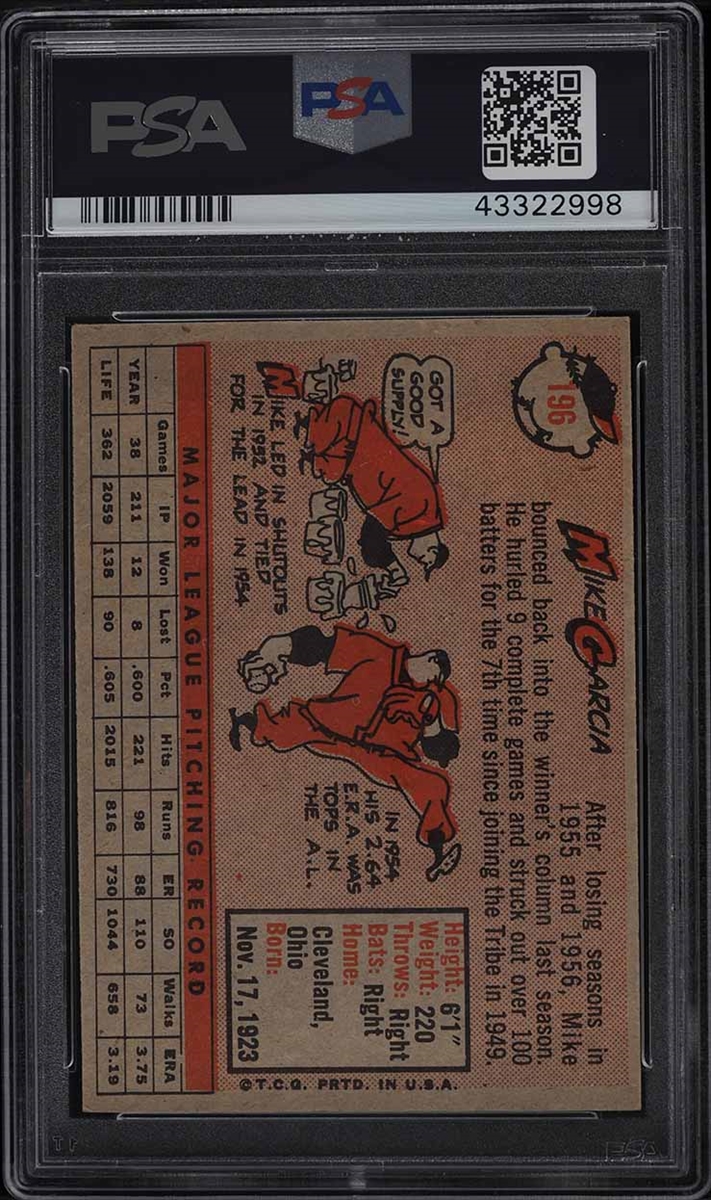 PSA
PSA
43322998
196
MIKE GARCIA
After losing seasons in
1955 and 1956, Mike
bounced back into the winner's column last season.
He hurled 9 complete games and struck out over 100
batters for the 7th time since joining the Tribe in 1949.
GOT A
GOOD
SUPPLY!
MIKE LED IN SHUTOUTS
IN 1952 AND TIED
FOR THE LEAD IN 1954
IN 1954
HIS 2.64
E.R.A. WAS
TOPS IN
THE A.L.
Height: 6'1"
Weight: 220
Throws: Right
Bats: Right
Home:
Cleveland,
Ohio
Born:
Nov. 17, 1923
©T.C.G. PRTD. IN U.S.A.
MAJOR LEAGUE PITCHING RECORD
Games IP Won Lost Pct Hits Runs ER SO Walks ERA
YEAR 38 211 12 8 .600 221 98 88 110 73 3.75
LIFE 362 2059 138 90 .605 2015 816 730 1044 658 3.19
PSA